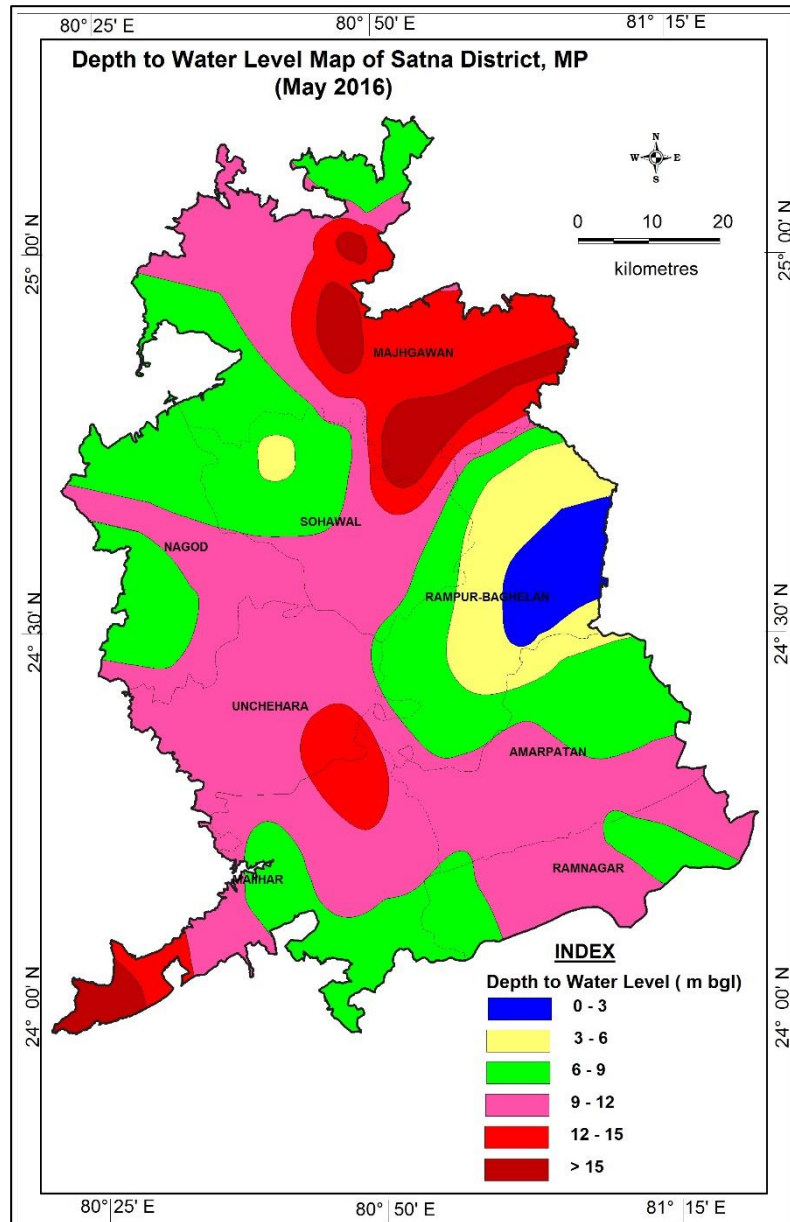 80° 25' E 80° 50' E 81° 15' E
Depth to Water Level Map of Satna District, MP
(May 2016)
N
W E
S
0 10 20
kilometres
25° 00' N 25° 00' N
MAJHGAWAN
SOHAWAL
NAGOD
RAMPUR-BAGHELAN
24° 30' N 24° 30' N
UNCHEHARA
AMARPATAN
RAMNAGAR
MAIHAR
24° 00' N 24° 00' N
INDEX
Depth to Water Level ( m bgl)
0 - 3
3 - 6
6 - 9
9 - 12
12 - 15
> 15
80° 25' E 80° 50' E 81° 15' E